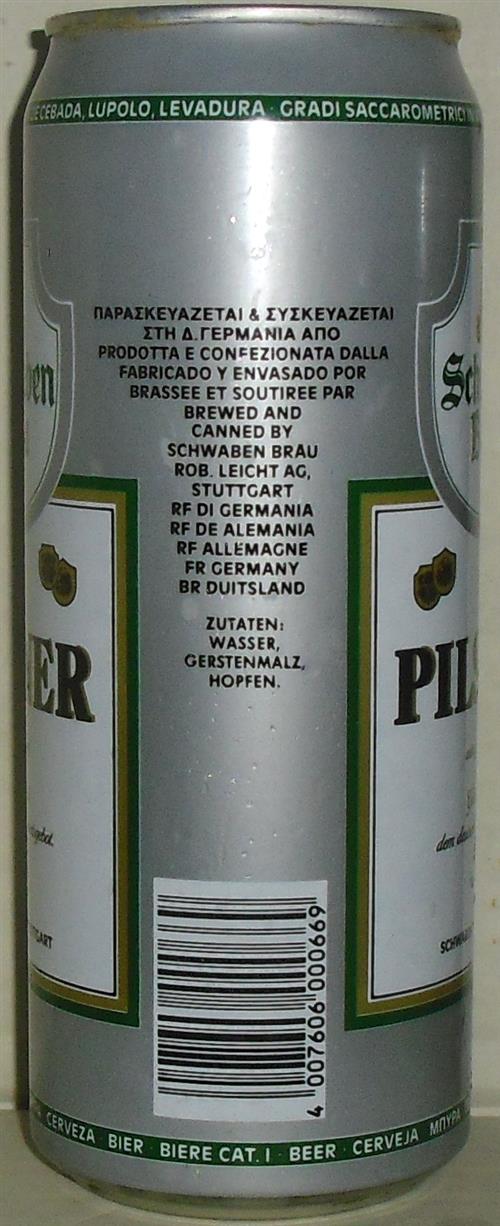 CEBADA, LUPOLO, LEVADURA · GRADI SACCAROMETRICI
ΠΑΡΑΣΚΕΥΑΖΕΤΑΙ & ΣΥΣΚΕΥΑΖΕΤΑΙ
ΣΤΗ Δ.ΓΕΡΜΑΝΙΑ ΑΠΟ
PRODOTTA E CONFEZIONATA DALLA
FABRICADO Y ENVASADO POR
BRASSEE ET SOUTIREE PAR
BREWED AND
CANNED BY
SCHWABEN BRAU
ROB. LEICHT AG,
STUTTGART
RF DI GERMANIA
RF DE ALEMANIA
RF ALLEMAGNE
FR GERMANY
BR DUITSLAND
ZUTATEN:
WASSER,
GERSTENMALZ,
HOPFEN.
ER
PILS
dem
4 007606 000669
CERVEZA · BIER · BIERE CAT. I · BEER · CERVEJA ΜΠΥΡΑ